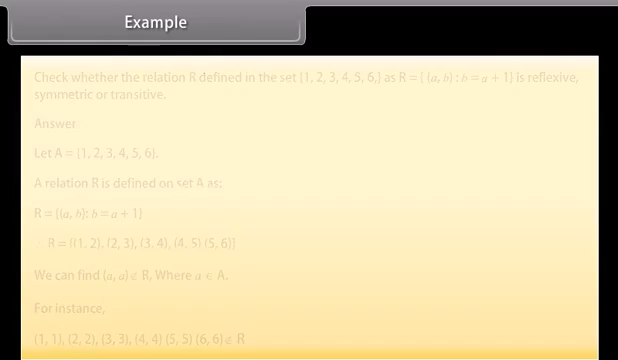 Example
Check whether the relation R defined in the set {1, 2, 3, 4, 5, 6,} as R = { (a, b) : b = a + 1} is reflexive,
symmetric or transitive.
Answer
Let A = {1, 2, 3, 4, 5, 6}.
A relation R is defined on set A as:
R = {(a, b): b = a + 1}
∴ R = {(1, 2), (2, 3), (3, 4), (4, 5) (5, 6)}
We can find (a, a) ∉ R, Where a ∈ A.
For instance,
(1, 1), (2, 2), (3, 3), (4, 4) (5, 5) (6, 6) ∉ R